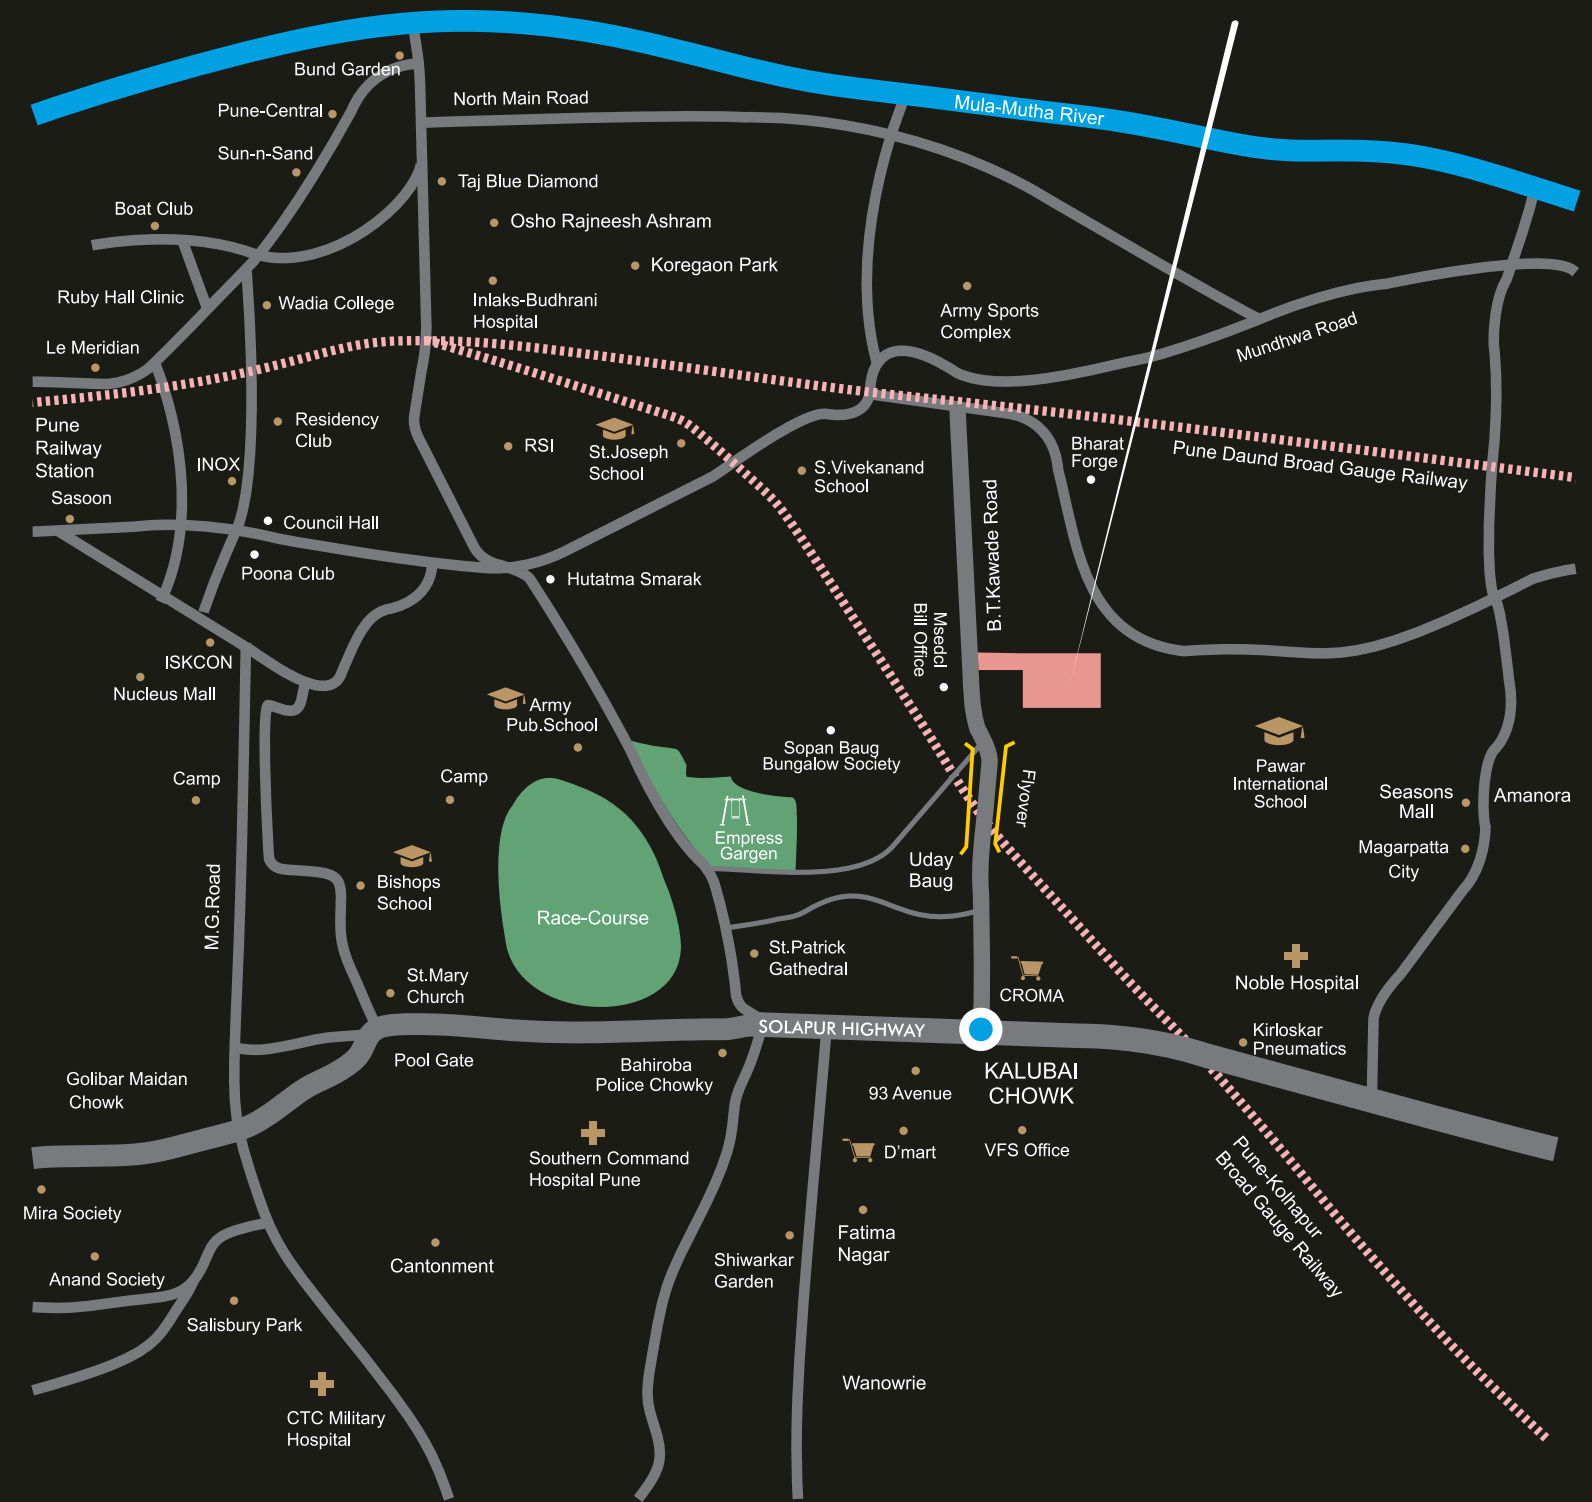 Bund Garden
Pune-Central
North Main Road
Mula-Mutha River
Sun-n-Sand
Taj Blue Diamond
Boat Club
Osho Rajneesh Ashram
Koregaon Park
Ruby Hall Clinic
Wadia College
Inlaks-Budhrani
Hospital
Army Sports
Complex
Mundhwa Road
Le Meridian
Pune
Railway
Station
Residency
Club
RSI
St.Joseph
School
S.Vivekanand
School
Bharat
Forge
Pune Daund Broad Gauge Railway
INOX
Sasoon
Council Hall
Poona Club
Hutatma Smarak
B.T.Kawade Road
Msedcl
Bill Office
ISKCON
Nucleus Mall
Army
Pub.School
Sopan Baug
Bungalow Society
Flyover
Pawar
International
School
Seasons
Mall
Amanora
Camp
Camp
Empress
Gargen
Magarpatta
City
Uday
Baug
Bishops
School
M.G.Road
Race-Course
St.Patrick
Gathedral
St.Mary
Church
CROMA
Noble Hospital
SOLAPUR HIGHWAY
Kirloskar
Pneumatics
Pool Gate
Bahiroba
Police Chowky
KALUBAI
CHOWK
Golibar Maidan
Chowk
93 Avenue
D'mart
VFS Office
Southern Command
Hospital Pune
Pune-Kolhapur
Broad Gauge Railway
Mira Society
Fatima
Nagar
Shiwarkar
Garden
Cantonment
Anand Society
Salisbury Park
Wanowrie
CTC Military
Hospital